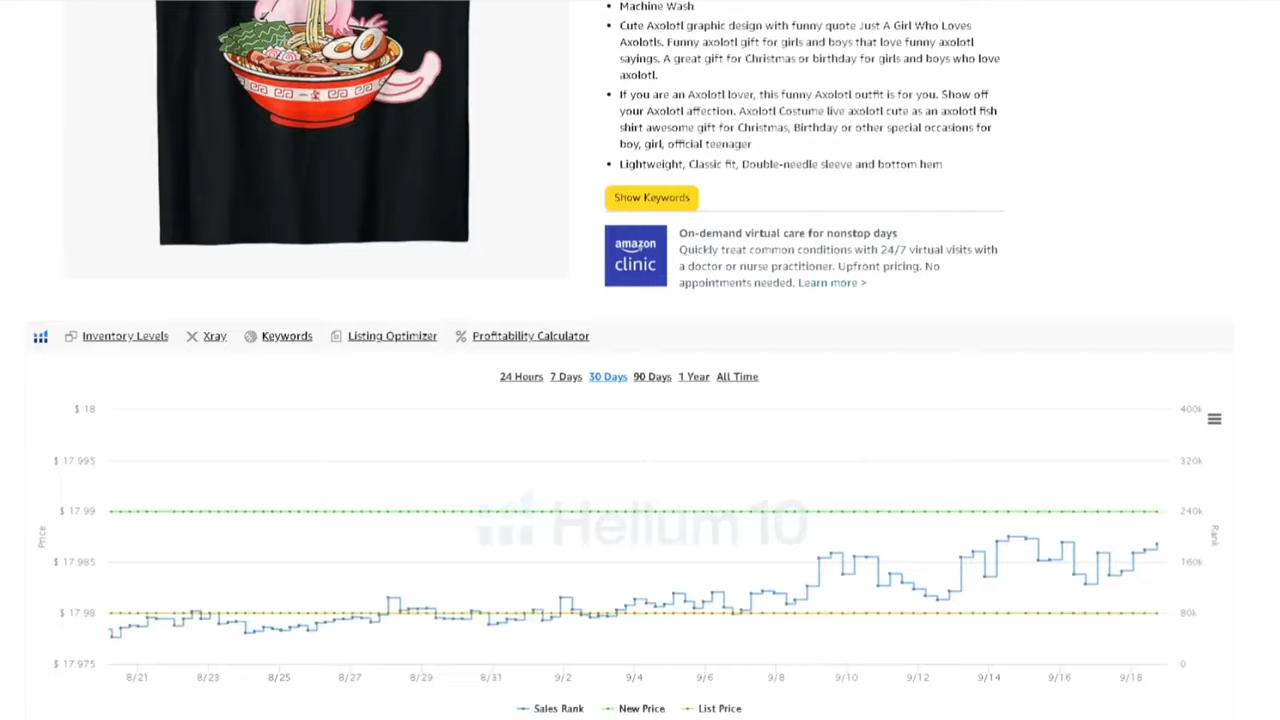 Machine Wash
Cute Axolotl graphic design with funny quote Just A Girl Who Loves
Axolotls. Funny axolotl gift for girls and boys that love funny axolotl
sayings. A great gift for Christmas or birthday for girls and boys who love
axolotl.
If you are an Axolotl lover, this funny Axolotl outfit is for you. Show off
your Axolotl affection. Axolotl Costume live axolotl cute as an axolotl fish
shirt awesome gift for Christmas, Birthday or other special occasions for
boy, girl, official teenager
Lightweight, Classic fit, Double-needle sleeve and bottom hem
Show Keywords
amazon
clinic
On-demand virtual care for nonstop days
Quickly treat common conditions with 24/7 virtual visits with
a doctor or nurse practitioner. Upfront pricing. No
appointments needed. Learn more >
Inventory Levels Xray Keywords Listing Optimizer Profitability Calculator
24 Hours 7 Days 30 Days 90 Days 1 Year All Time
$ 18 400k
$ 17.995 320k
$ 17.99 240k
Helium 10
Price Rank
$ 17.985 160k
$ 17.98 80k
$ 17.975 0
8/21 8/23 8/25 8/27 8/29 8/31 9/2 9/4 9/6 9/8 9/10 9/12 9/14 9/16 9/18
Sales Rank New Price List Price